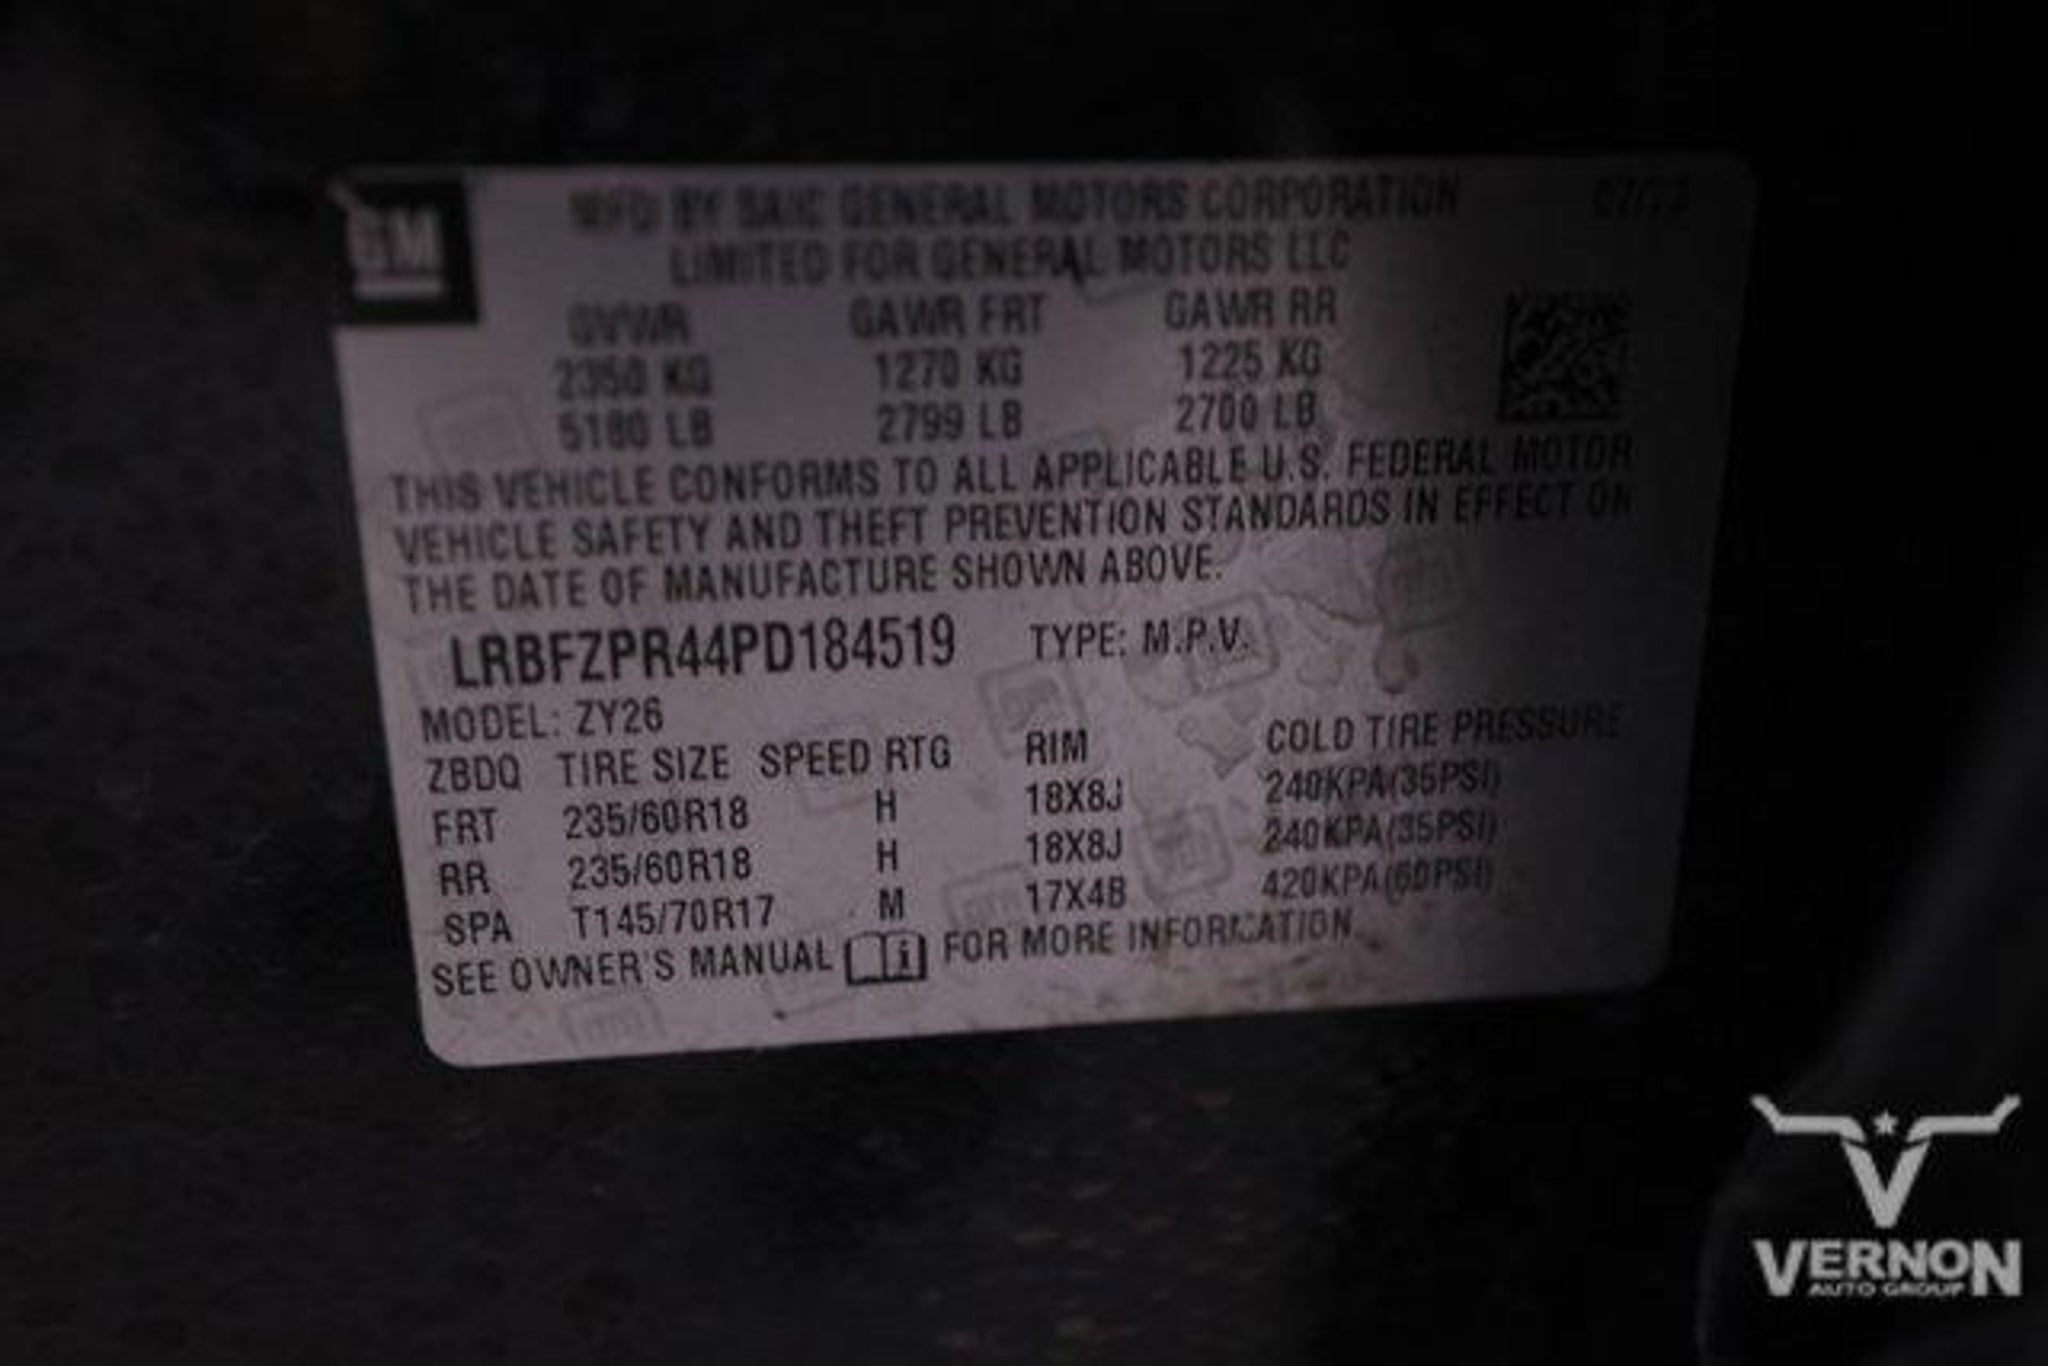 GM
MFD BY SAIC GENERAL MOTORS CORPORATION
LIMITED FOR GENERAL MOTORS LLC
GVWR GAWR FRT GAWR RR
2350 KG 1270 KG 1225 KG
5180 LB 2799 LB 2700 LB
THIS VEHICLE CONFORMS TO ALL APPLICABLE U.S. FEDERAL MOTOR
VEHICLE SAFETY AND THEFT PREVENTION STANDARDS IN EFFECT ON
THE DATE OF MANUFACTURE SHOWN ABOVE.
LRBFZPR44PD184519 TYPE: M.P.V.
MODEL: ZY26
ZBDQ TIRE SIZE SPEED RTG RIM COLD TIRE PRESSURE
FRT 235/60R18 H 18X8J 240KPA(35PSI)
RR 235/60R18 H 18X8J 240KPA(35PSI)
SPA T145/70R17 M 17X4B 420KPA(60PSI)
SEE OWNER'S MANUAL i FOR MORE INFORMATION
VERNON
AUTO GROUP